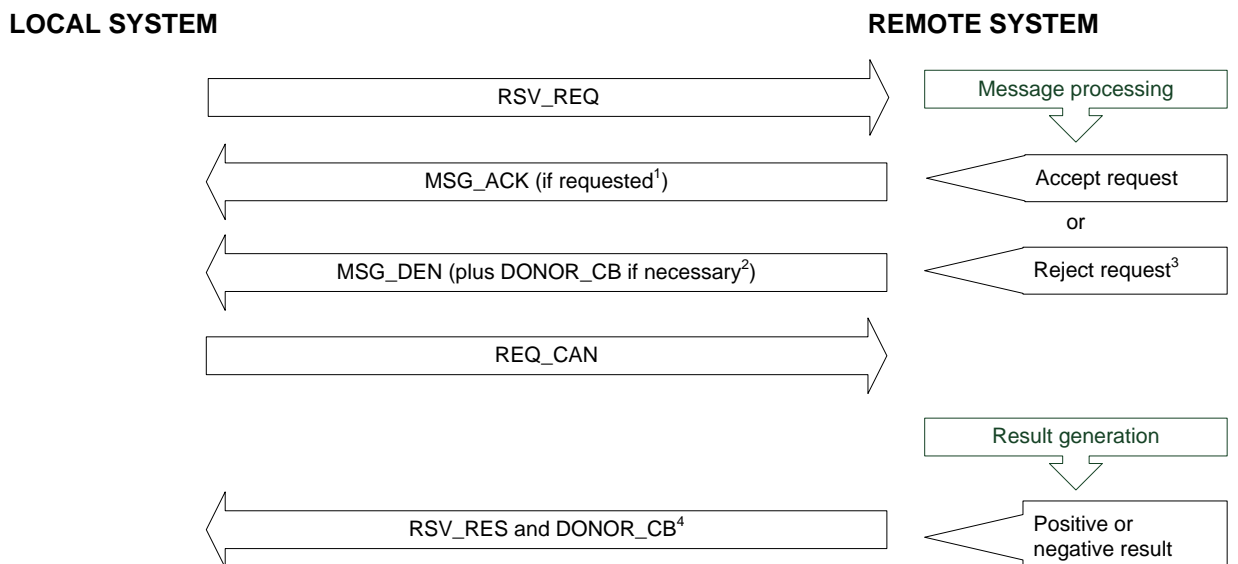 LOCAL SYSTEM
REMOTE SYSTEM
RSV_REQ
Message processing
MSG_ACK (if requested¹)
Accept request
or
MSG_DEN (plus DONOR_CB if necessary²)
Reject request³
REQ_CAN
Result generation
RSV_RES and DONOR_CB⁴
Positive or
negative result